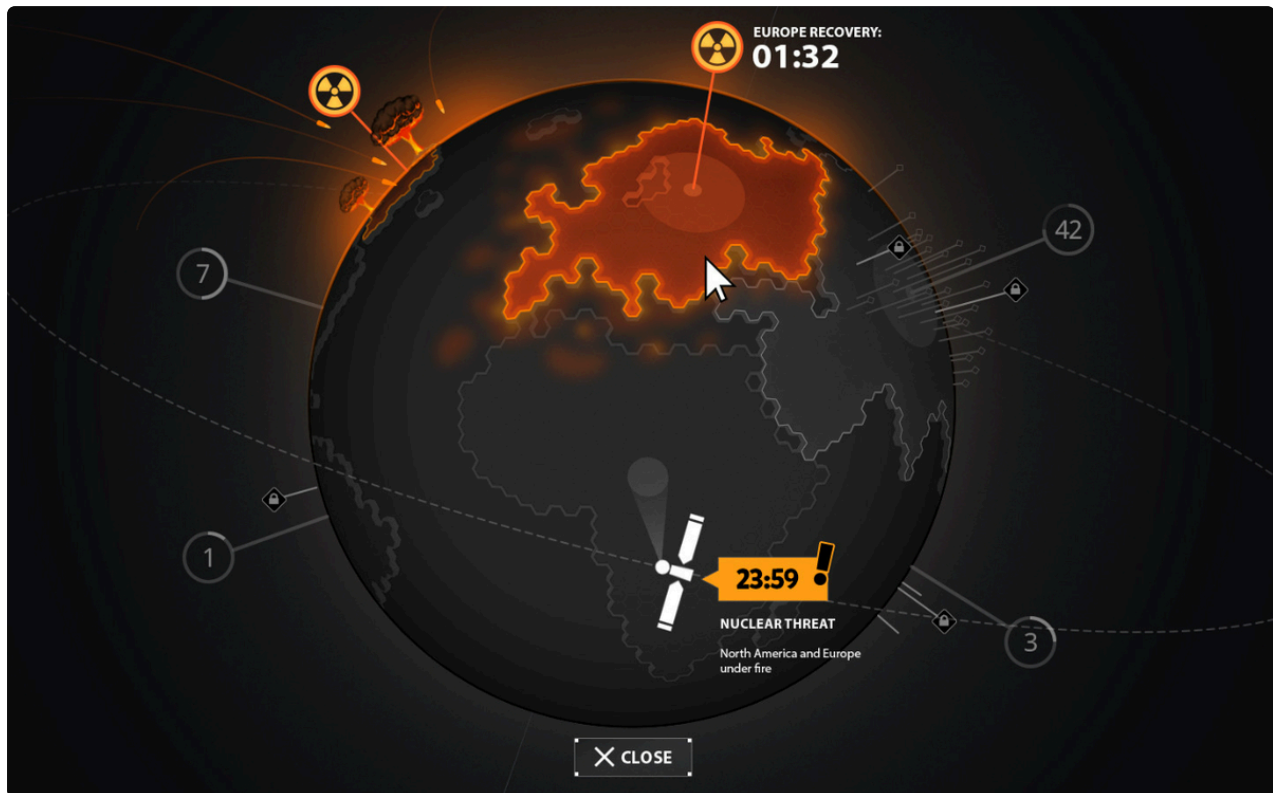 EUROPE RECOVERY:
01:32
42
7
1
23:59
NUCLEAR THREAT
North America and Europe
under fire
3
CLOSE